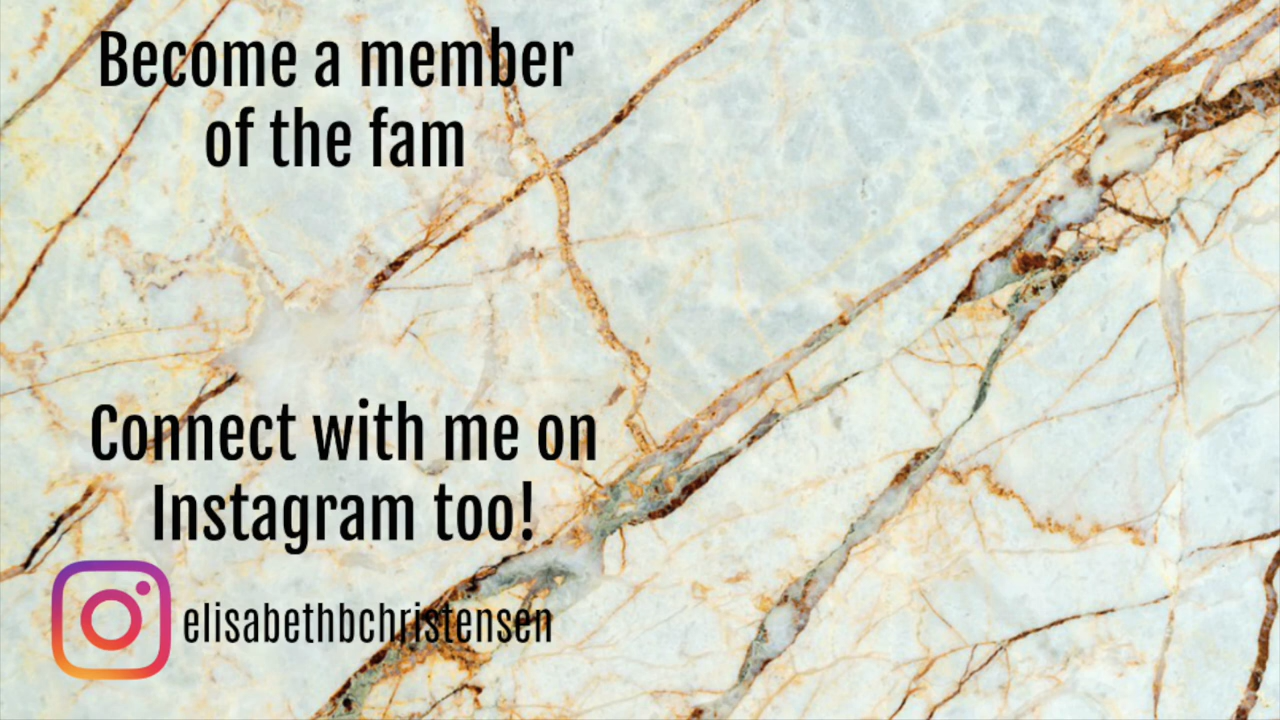 Become a member
of the fam
Connect with me on
Instagram too!
elisabethbchristensen